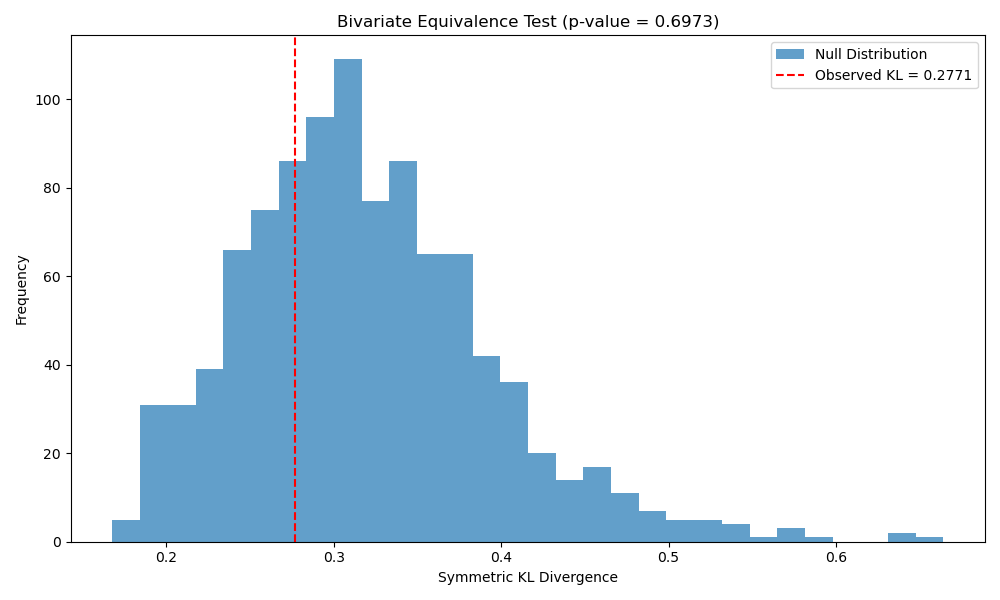 Bivariate Equivalence Test (p-value = 0.6973)
Null Distribution
Observed KL = 0.2771
Frequency
100
80
60
40
20
0
0.2
0.3
0.4
0.5
0.6
Symmetric KL Divergence